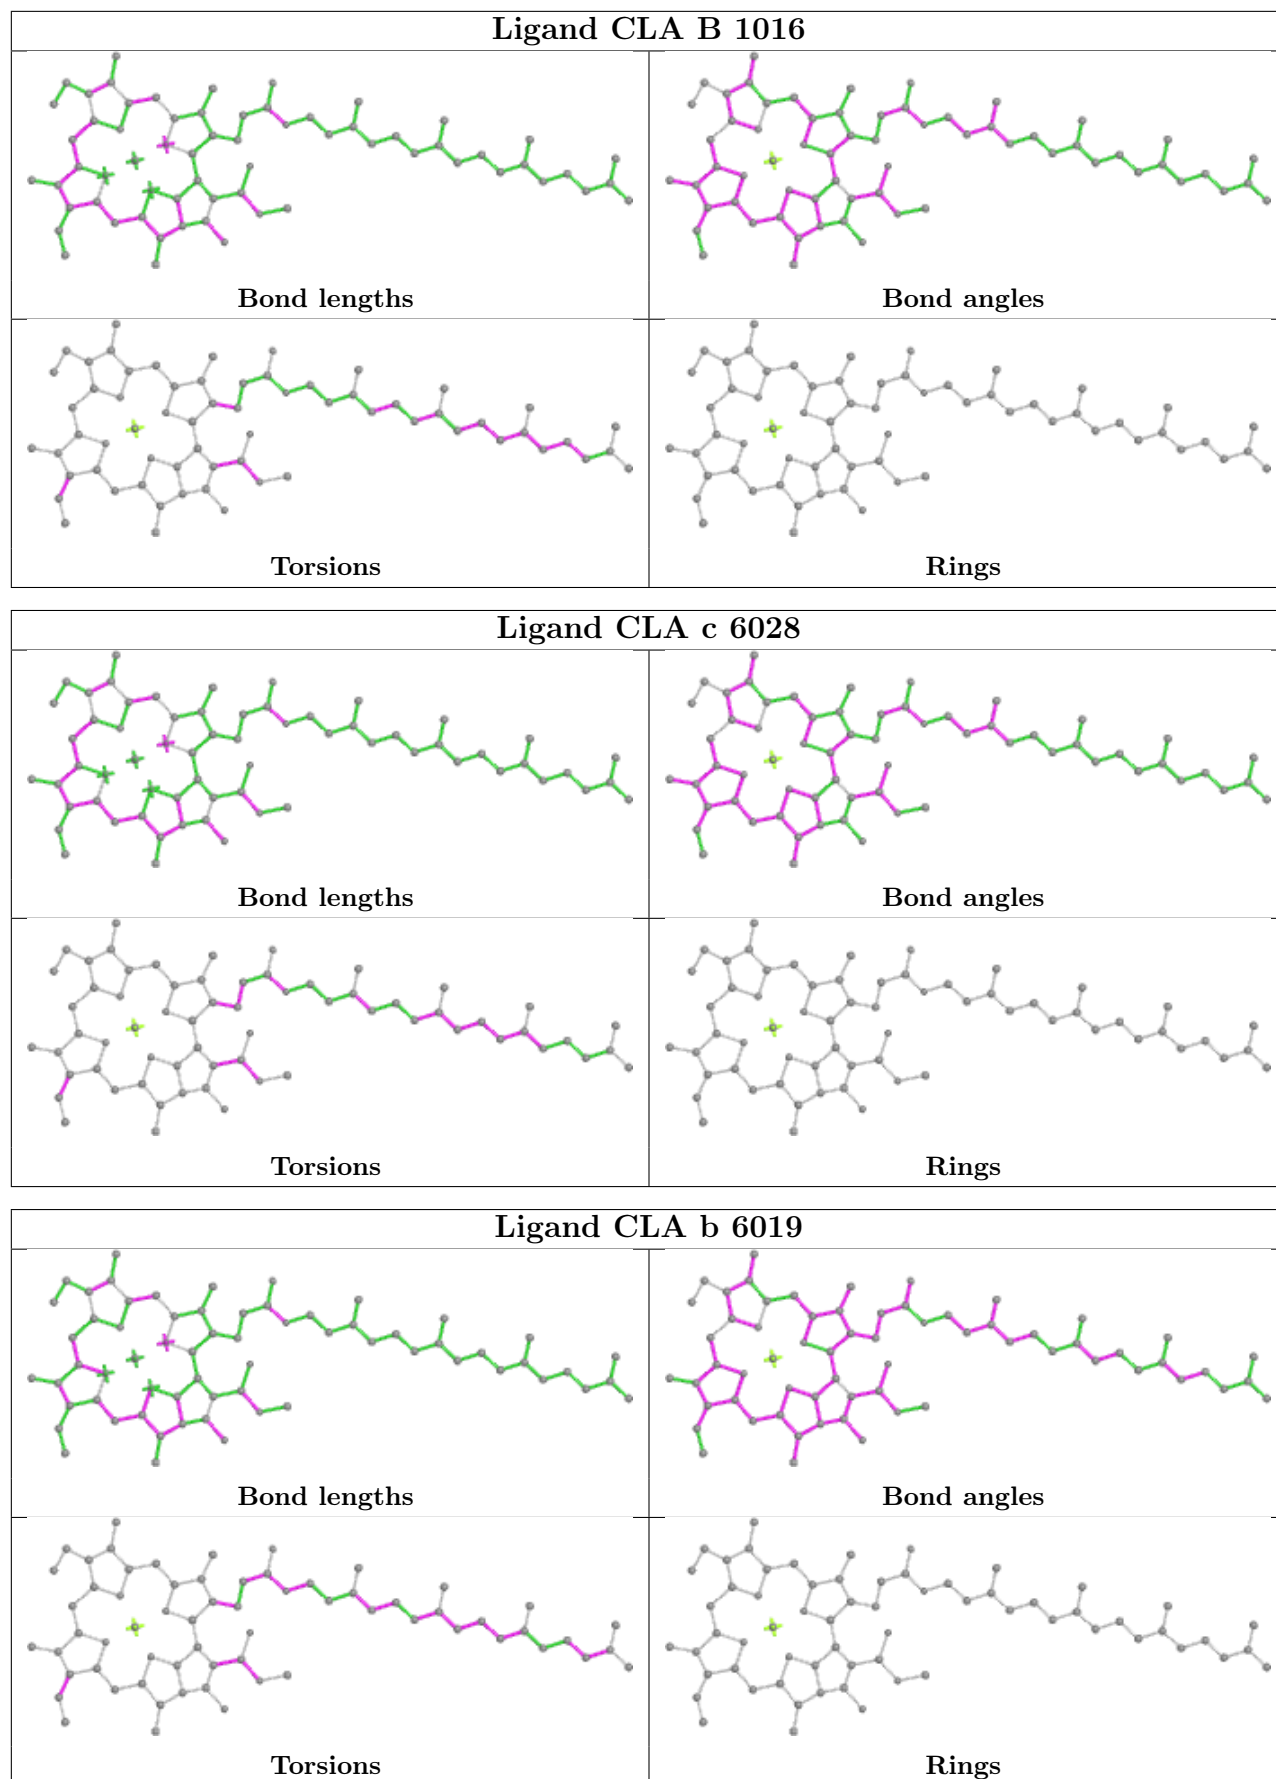 Ligand CLA B 1016
Bond lengths
Bond angles
Torsions
Rings
Ligand CLA c 6028
Bond lengths
Bond angles
Torsions
Rings
Ligand CLA b 6019
Bond lengths
Bond angles
Torsions
Rings